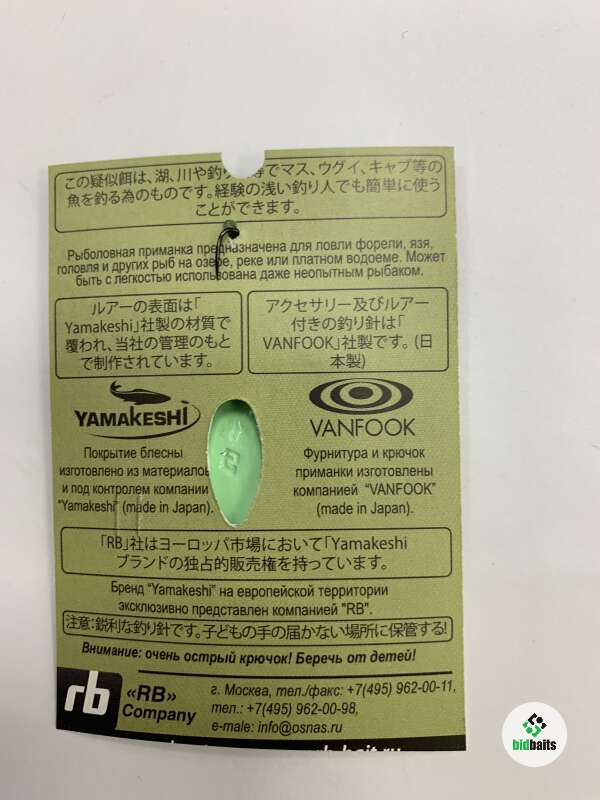 この疑似餌は、湖、川や釣り 等でマス、ウグイ、キャブ等の
魚を釣る為のものです。経験の浅い釣り人でも簡単に使う
ことができます。
Рыболовная приманка предназначена для ловли форели, язя,
головля и других рыб на озере, реке или платном водоеме. Может
быть с легкостью использована даже неопытным рыбаком.
ルアーの表面は「
Yamakeshi」社製の材質で
覆われ、当社の管理のもと
で制作されています。
アクセサリー及びルアー
付きの釣り針は「
VANFOOK」社製です。(日
本製)
YAMAKESHI
VANFOOK
Покрытие блесны
изготовлено из материалов
и под контролем компании
"Yamakeshi" (made in Japan).
Фурнитура и крючок
приманки изготовлены
компанией "VANFOOK"
(made in Japan).
「RB」社はヨーロッパ市場において「Yamakeshi
ブランドの独占的販売権を持っています。
Бренд "Yamakeshi" на европейской территории
эксклюзивно представлен компанией "RB".
注意:鋭利な釣り針です。子どもの手の届かない場所に保管する!
Внимание: очень острый крючок! Беречь от детей!
rb
«RB»
Company
г. Москва, тел./факс: +7(495) 962-00-11,
тел.: +7(495) 962-00-98,
e-male: info@osnas.ru
bidbaits